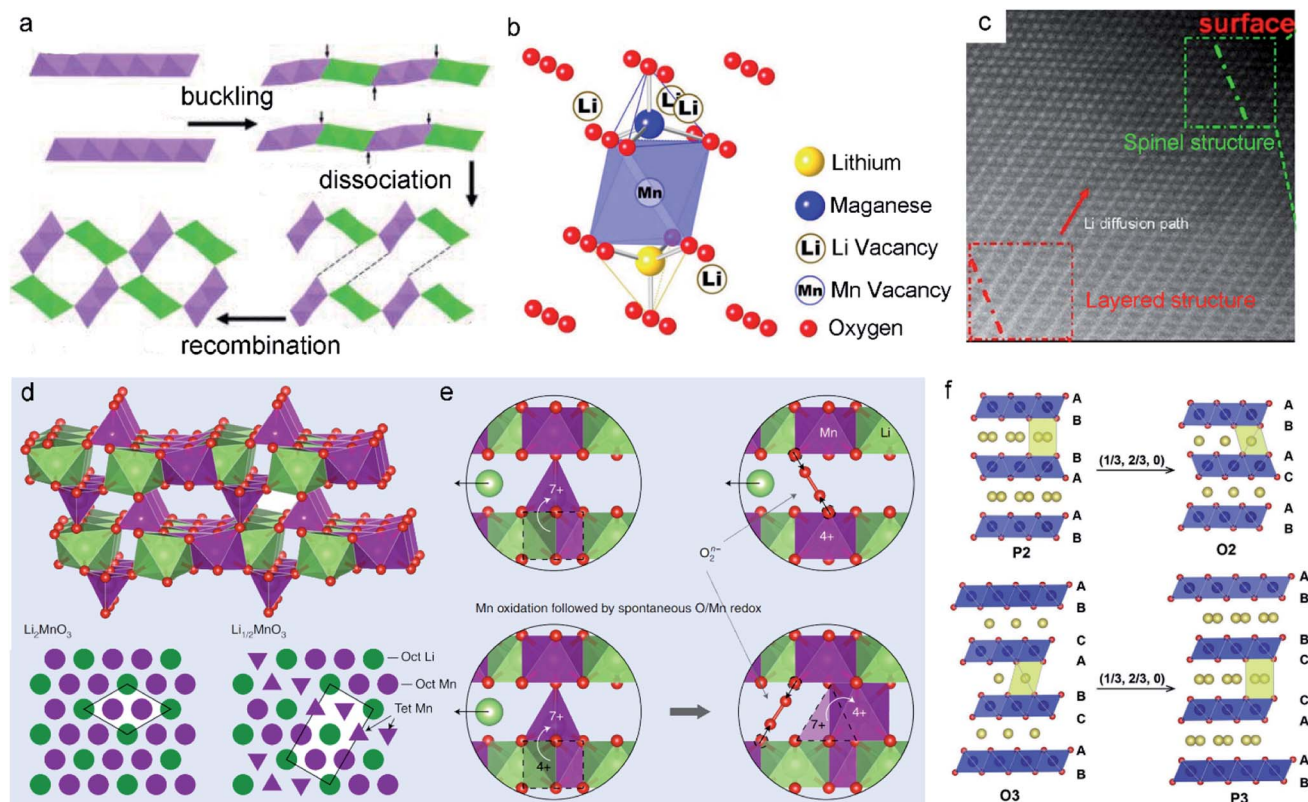 a
buckling
dissociation
recombination
b
Li
Li
Li
Mn
Li
Lithium
Maganese
Li
Li Vacancy
Mn
Mn Vacancy
Oxygen
c
surface
Spinel structure
Li diffusion path
Layered structure
d
Li₂MnO₃
Li₁/₂MnO₃
Oct Li
Oct Mn
Tet Mn
e
7+
Mn
Li
4+
O₂ⁿ⁻
Mn oxidation followed by spontaneous O/Mn redox
7+
4+
7+
4+
f
A
B
B
A
A
B
P2
(1/3, 2/3, 0)
A
B
A
C
A
B
O2
A
B
C
A
B
C
A
B
O3
(1/3, 2/3, 0)
A
B
B
C
C
A
A
B
P3